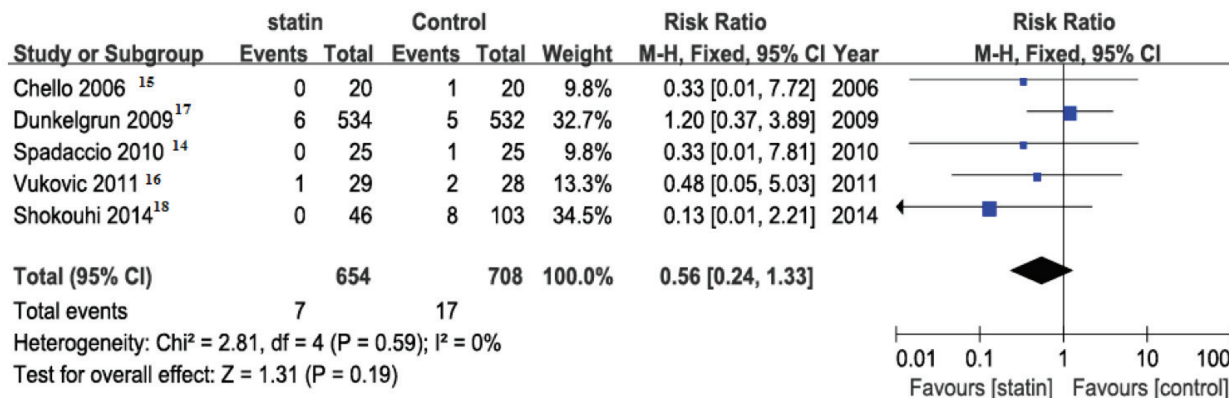 statin Control Risk Ratio Risk Ratio
Study or Subgroup Events Total Events Total Weight M-H, Fixed, 95% CI Year M-H, Fixed, 95% CI
Chello 2006 15 0 20 1 20 9.8% 0.33 [0.01, 7.72] 2006
Dunkelgrun 2009 17 6 534 5 532 32.7% 1.20 [0.37, 3.89] 2009
Spadaccio 2010 14 0 25 1 25 9.8% 0.33 [0.01, 7.81] 2010
Vukovic 2011 16 1 29 2 28 13.3% 0.48 [0.05, 5.03] 2011
Shokouhi 2014 18 0 46 8 103 34.5% 0.13 [0.01, 2.21] 2014
Total (95% CI) 654 708 100.0% 0.56 [0.24, 1.33]
Total events 7 17
Heterogeneity: Chi² = 2.81, df = 4 (P = 0.59); I² = 0%
Test for overall effect: Z = 1.31 (P = 0.19)
0.01 0.1 1 10 100
Favours [statin] Favours [control]